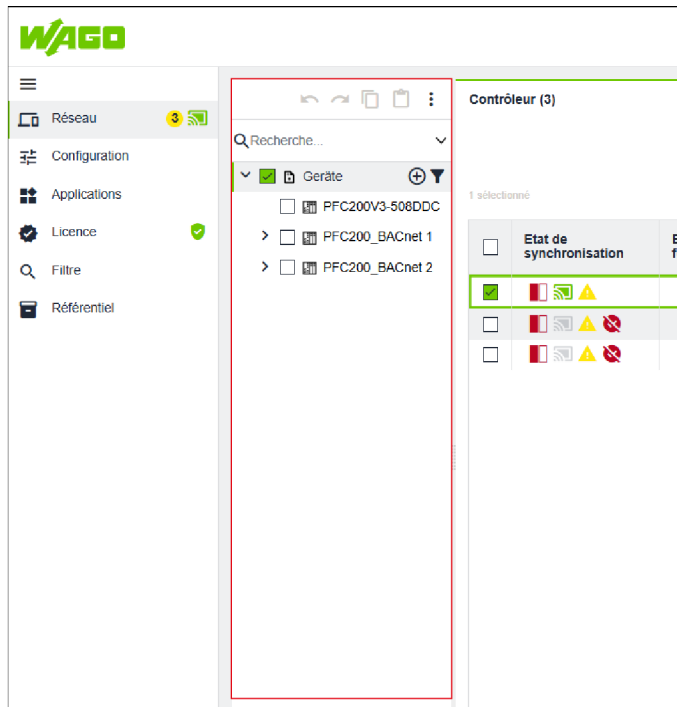 WAGO
Réseau
3
Configuration
Applications
Licence
Filtre
Référentiel
Recherche...
Geräte
PFC200V3-508DDC
PFC200_BACnet 1
PFC200_BACnet 2
Contrôleur (3)
1 sélectionné
Etat de
synchronisation